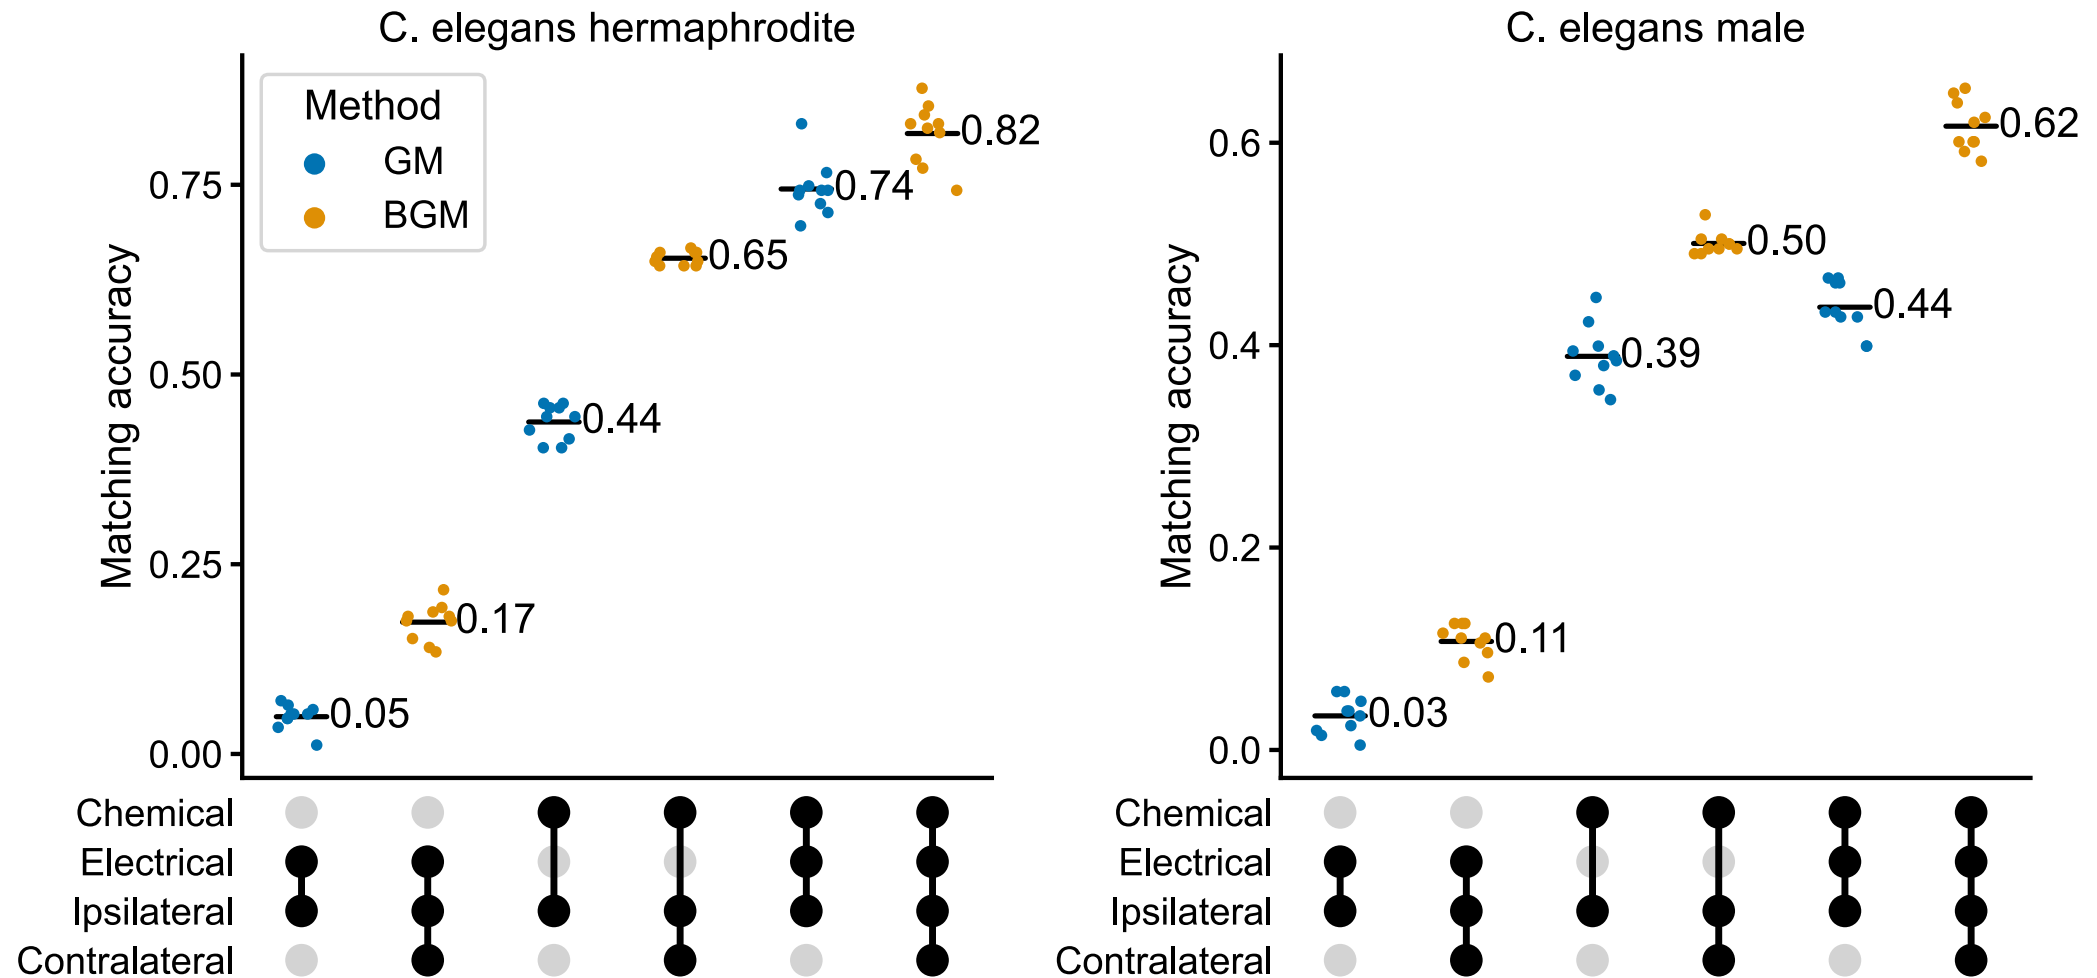 C. elegans hermaphrodite
Method
GM
BGM
Matching accuracy
0.75
0.50
0.25
0.00
0.05
0.17
0.44
0.65
0.74
0.82
Chemical
Electrical
Ipsilateral
Contralateral
C. elegans male
Matching accuracy
0.6
0.4
0.2
0.0
0.03
0.11
0.39
0.50
0.44
0.62
Chemical
Electrical
Ipsilateral
Contralateral